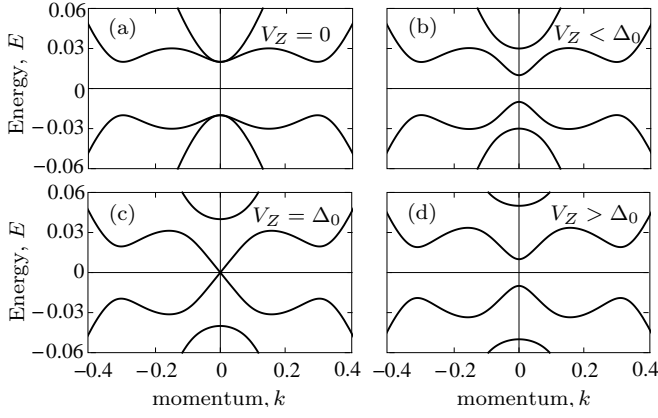 (a) V_Z = 0
(b) V_Z < Δ_0
0.06
0.03
0
−0.03
−0.06
Energy, E
(c) V_Z = Δ_0
(d) V_Z > Δ_0
0.06
0.03
0
−0.03
−0.06
Energy, E
−0.4 −0.2 0 0.2 0.4
−0.4 −0.2 0 0.2 0.4
momentum, k
momentum, k